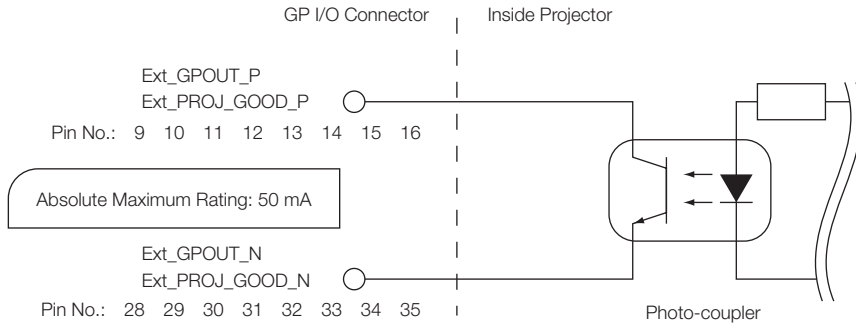 GP I/O Connector
Inside Projector
Ext_GPOUT_P
Ext_PROJ_GOOD_P
Pin No.: 9 10 11 12 13 14 15 16
Absolute Maximum Rating: 50 mA
Ext_GPOUT_N
Ext_PROJ_GOOD_N
Pin No.: 28 29 30 31 32 33 34 35
Photo-coupler